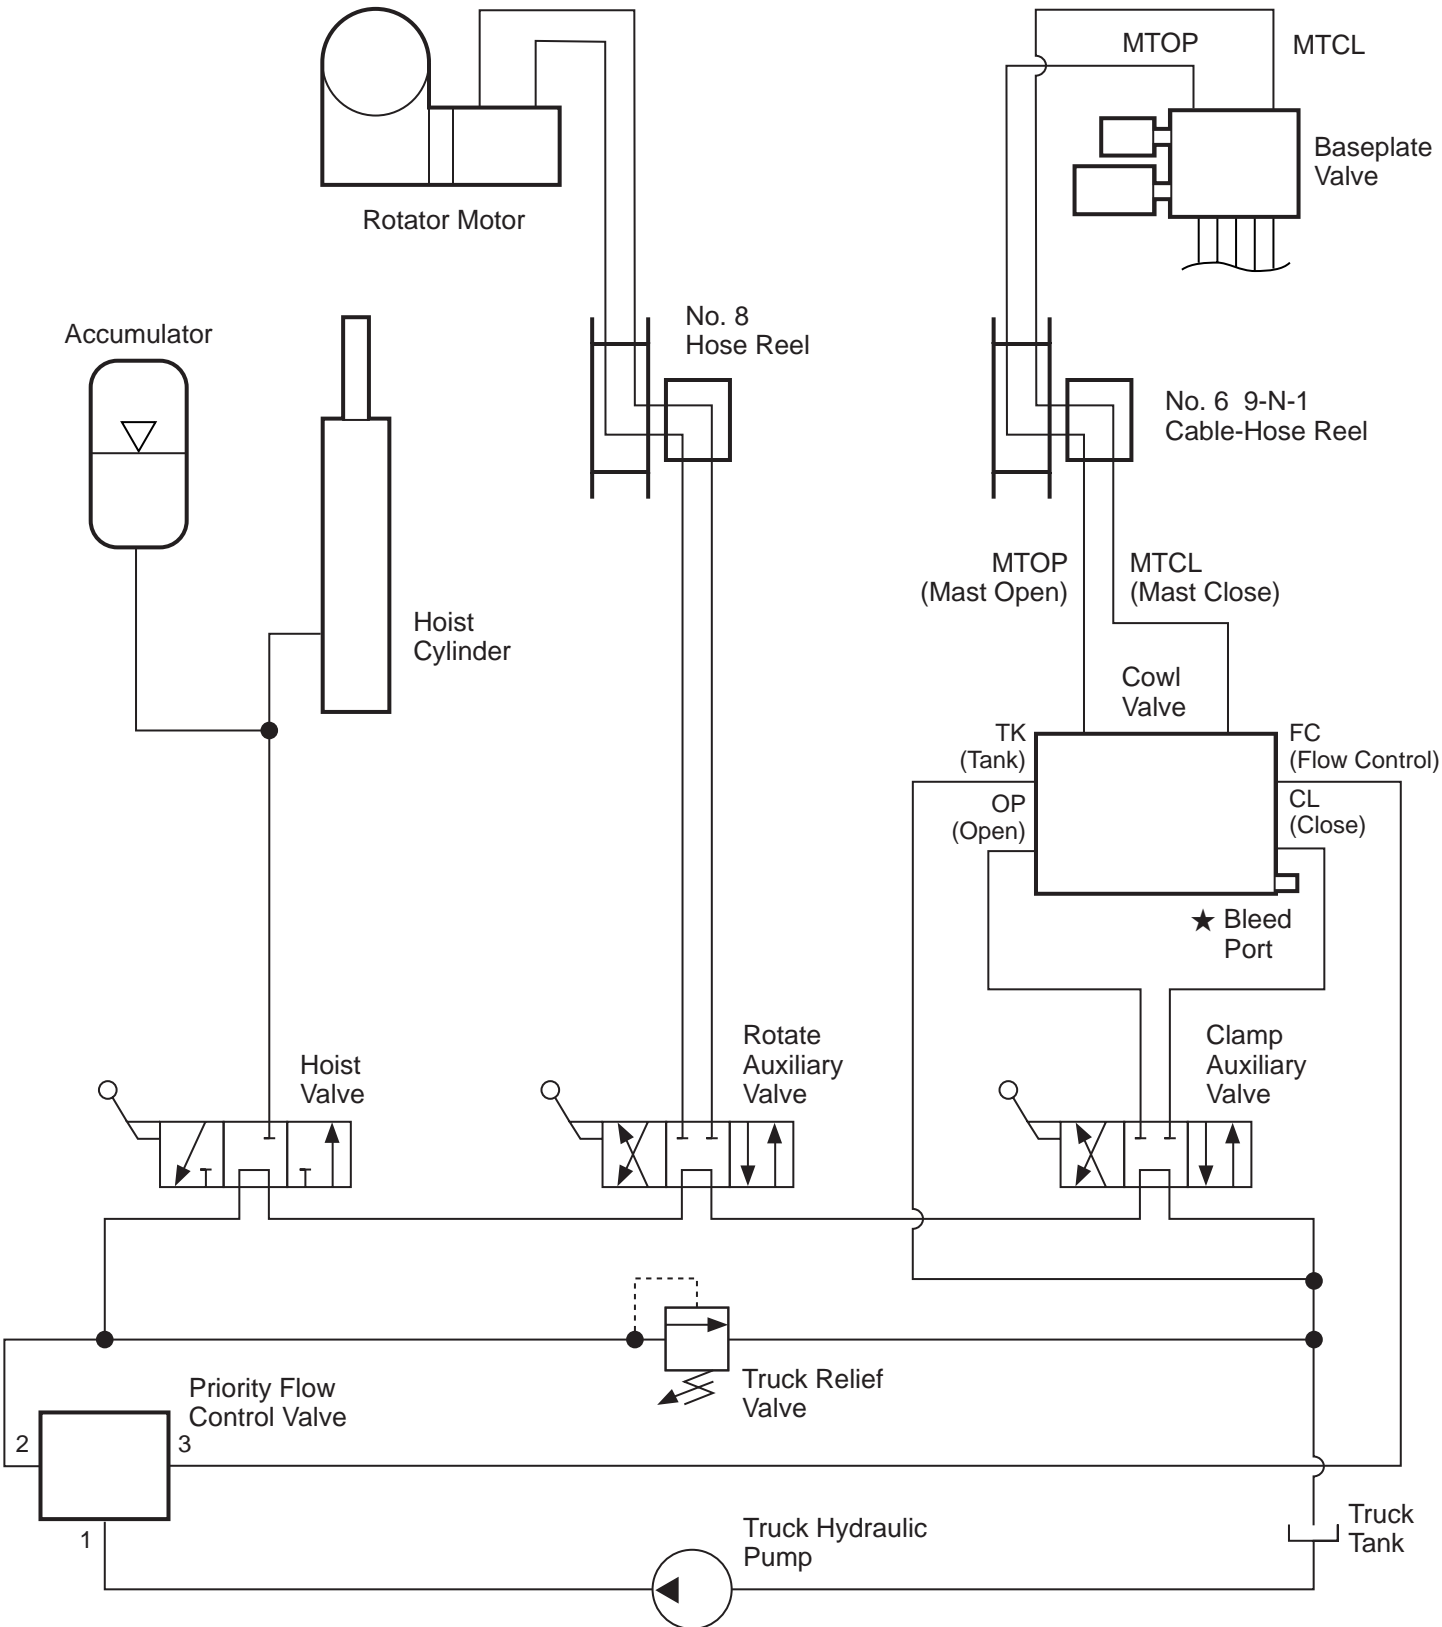 MTOP
MTCL
Baseplate
Valve
Rotator Motor
No. 8
Hose Reel
Accumulator
No. 6 9-N-1
Cable-Hose Reel
MTOP
(Mast Open)
MTCL
(Mast Close)
Hoist
Cylinder
Cowl
Valve
TK
(Tank)
FC
(Flow Control)
OP
(Open)
CL
(Close)
★ Bleed
Port
Hoist
Valve
Rotate
Auxiliary
Valve
Clamp
Auxiliary
Valve
Truck Relief
Valve
Priority Flow
Control Valve
2
3
1
Truck Hydraulic
Pump
Truck
Tank